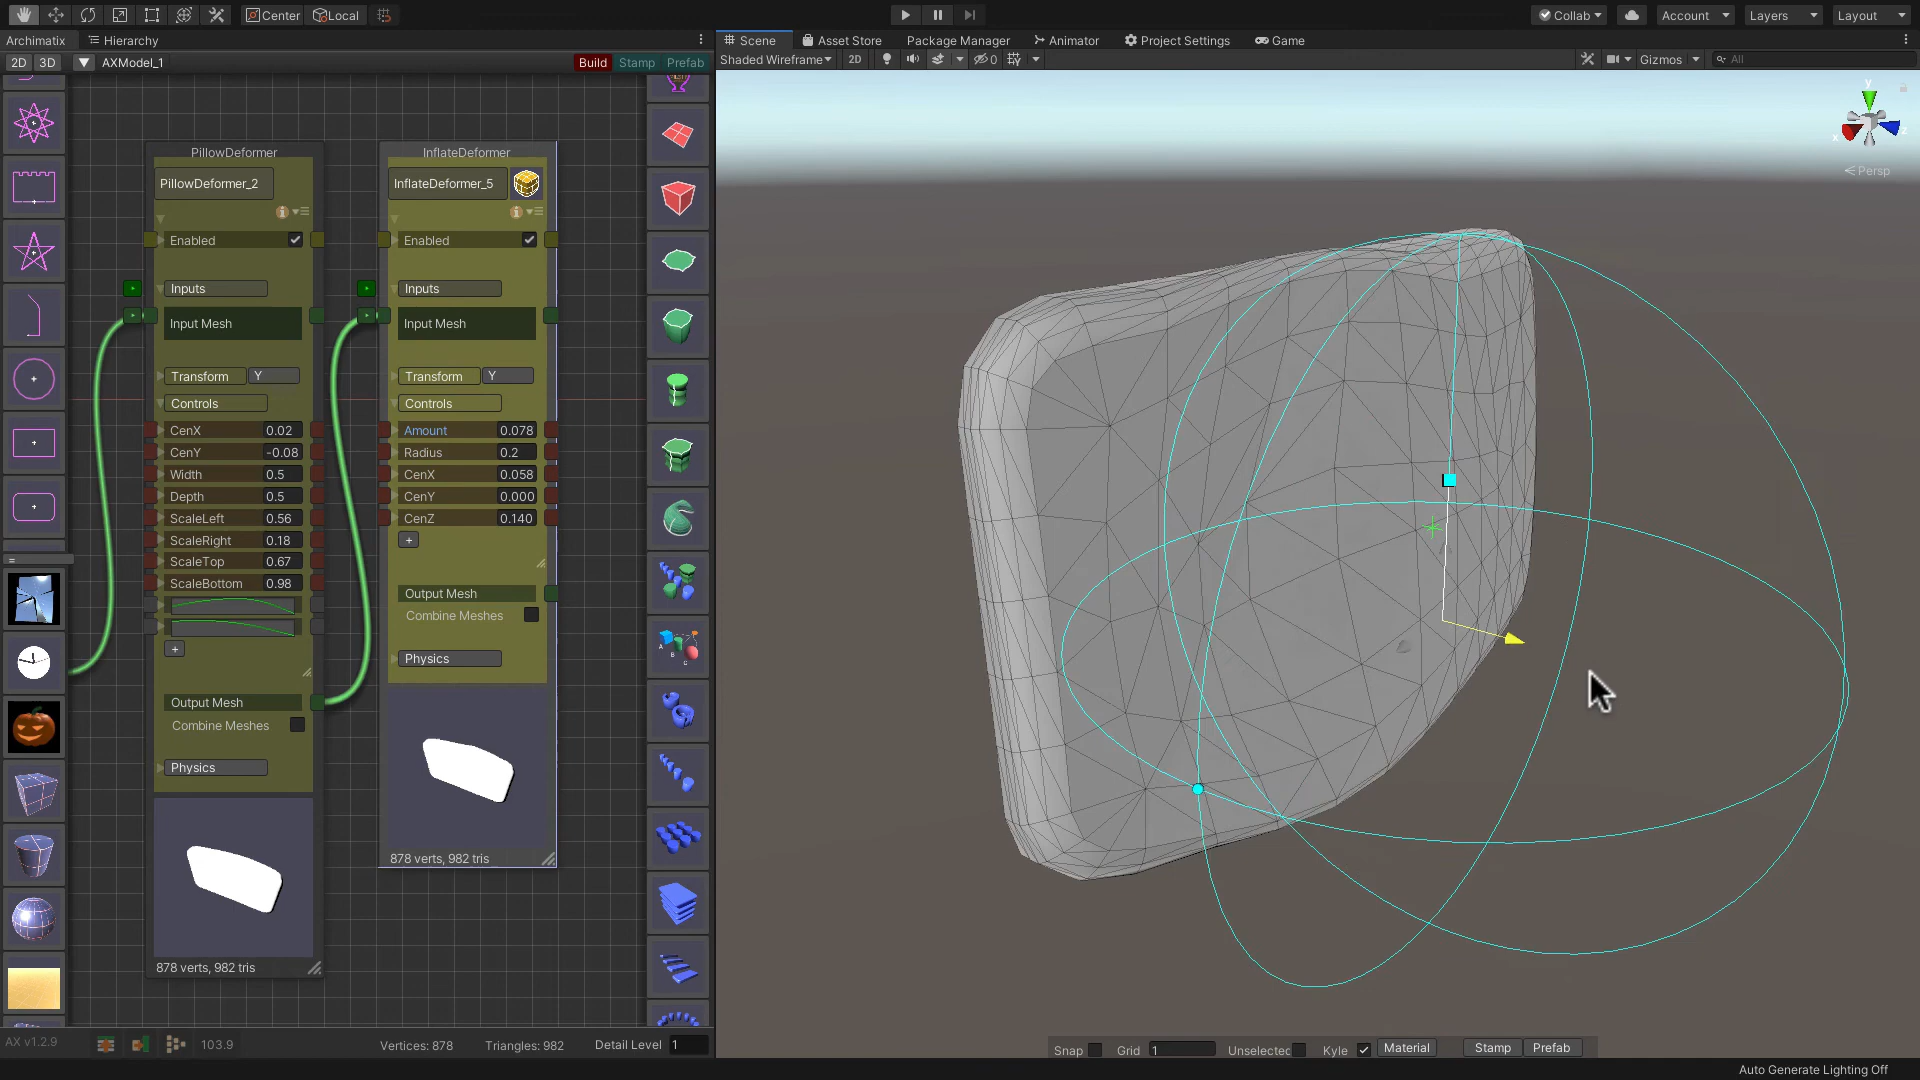 Center
Local
Collab
Account
Layers
Layout
Archimatix
Hierarchy
Scene
Asset Store
Package Manager
Animator
Project Settings
Game
2D
3D
AXModel_1
Build
Stamp
Prefab
Shaded Wireframe
2D
0
Gizmos
All
y
x
z
Persp
PillowDeformer
PillowDeformer_2
Enabled
Inputs
Input Mesh
Transform
Y
Controls
CenX 0.02
CenY -0.08
Width 0.5
Depth 0.5
ScaleLeft 0.56
ScaleRight 0.18
ScaleTop 0.67
ScaleBottom 0.98
+
Output Mesh
Combine Meshes
Physics
878 verts, 982 tris
InflateDeformer
InflateDeformer_5
Enabled
Inputs
Input Mesh
Transform
Y
Controls
Amount 0.078
Radius 0.2
CenX 0.058
CenY 0.000
CenZ 0.140
+
Output Mesh
Combine Meshes
Physics
878 verts, 982 tris
AX v1.2.9
103.9
Vertices: 878
Triangles: 982
Detail Level 1
Snap
Grid 1
Unselected
Kyle
Material
Stamp
Prefab
Auto Generate Lighting Off